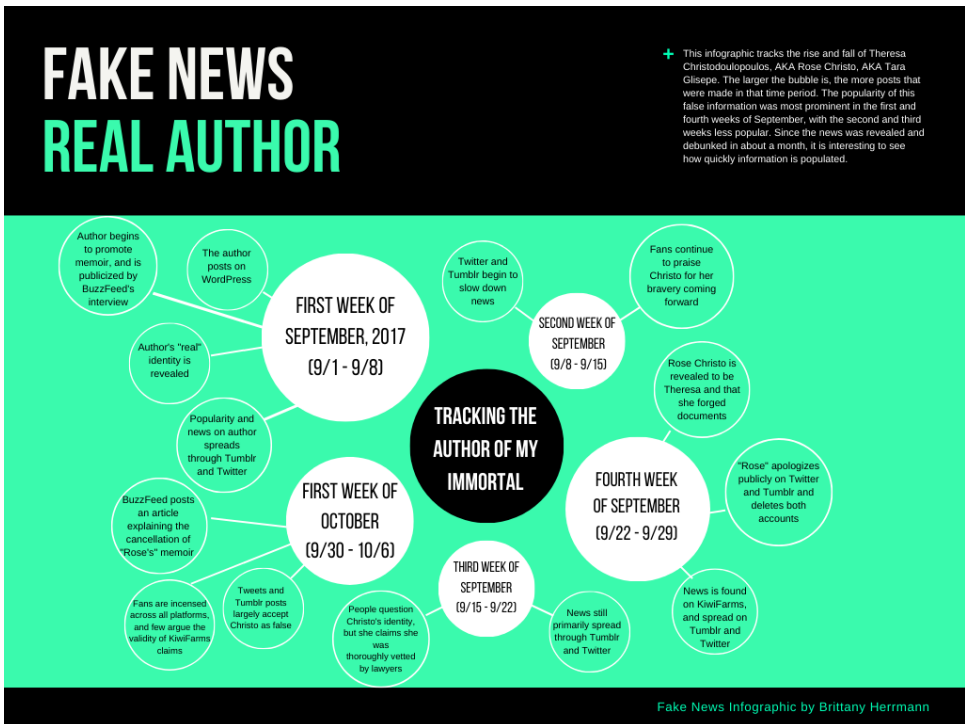 FAKE NEWS
REAL AUTHOR
+ This infographic tracks the rise and fall of Theresa
Christodoulopoulos, AKA Rose Christo, AKA Tara
Glisepe. The larger the bubble is, the more posts that
were made in that time period. The popularity of this
false information was most prominent in the first and
fourth weeks of September, with the second and third
weeks less popular. Since the news was revealed and
debunked in about a month, it is interesting to see
how quickly information is populated.
Author begins
to promote
memoir, and is
publicized by
BuzzFeed's
interview
The author
posts on
WordPress
Author's "real"
identity is
revealed
Popularity and
news on author
spreads
through Tumblr
and Twitter
FIRST WEEK OF
SEPTEMBER, 2017
(9/1 - 9/8)
Twitter and
Tumblr begin to
slow down
news
Fans continue
to praise
Christo for her
bravery coming
forward
SECOND WEEK OF
SEPTEMBER
(9/8 - 9/15)
TRACKING THE
AUTHOR OF MY
IMMORTAL
Rose Christo is
revealed to be
Theresa and that
she forged
documents
"Rose" apologizes
publicly on Twitter
and Tumblr and
deletes both
accounts
FOURTH WEEK
OF SEPTEMBER
(9/22 - 9/29)
News is found
on KiwiFarms,
and spread on
Tumblr and
Twitter
BuzzFeed posts
an article
explaining the
cancellation of
"Rose's" memoir
FIRST WEEK OF
OCTOBER
(9/30 - 10/6)
Fans are incensed
across all platforms,
and few argue the
validity of KiwiFarms
claims
Tweets and
Tumblr posts
largely accept
Christo as false
THIRD WEEK OF
SEPTEMBER
(9/15 - 9/22)
People question
Christo's identity,
but she claims she
was
thoroughly vetted
by lawyers
News still
primarily spread
through Tumblr
and Twitter
Fake News Infographic by Brittany Herrmann